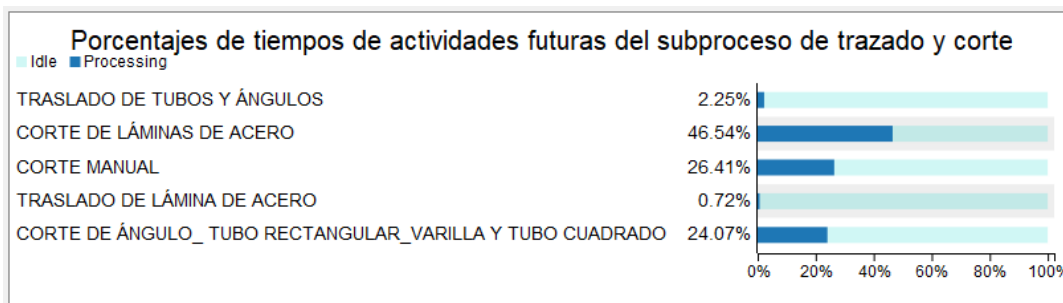 Porcentajes de tiempos de actividades futuras del subproceso de trazado y corte
Idle Processing
TRASLADO DE TUBOS Y ÁNGULOS 2.25%
CORTE DE LÁMINAS DE ACERO 46.54%
CORTE MANUAL 26.41%
TRASLADO DE LÁMINA DE ACERO 0.72%
CORTE DE ÁNGULO_ TUBO RECTANGULAR_VARILLA Y TUBO CUADRADO 24.07%
0% 20% 40% 60% 80% 100%